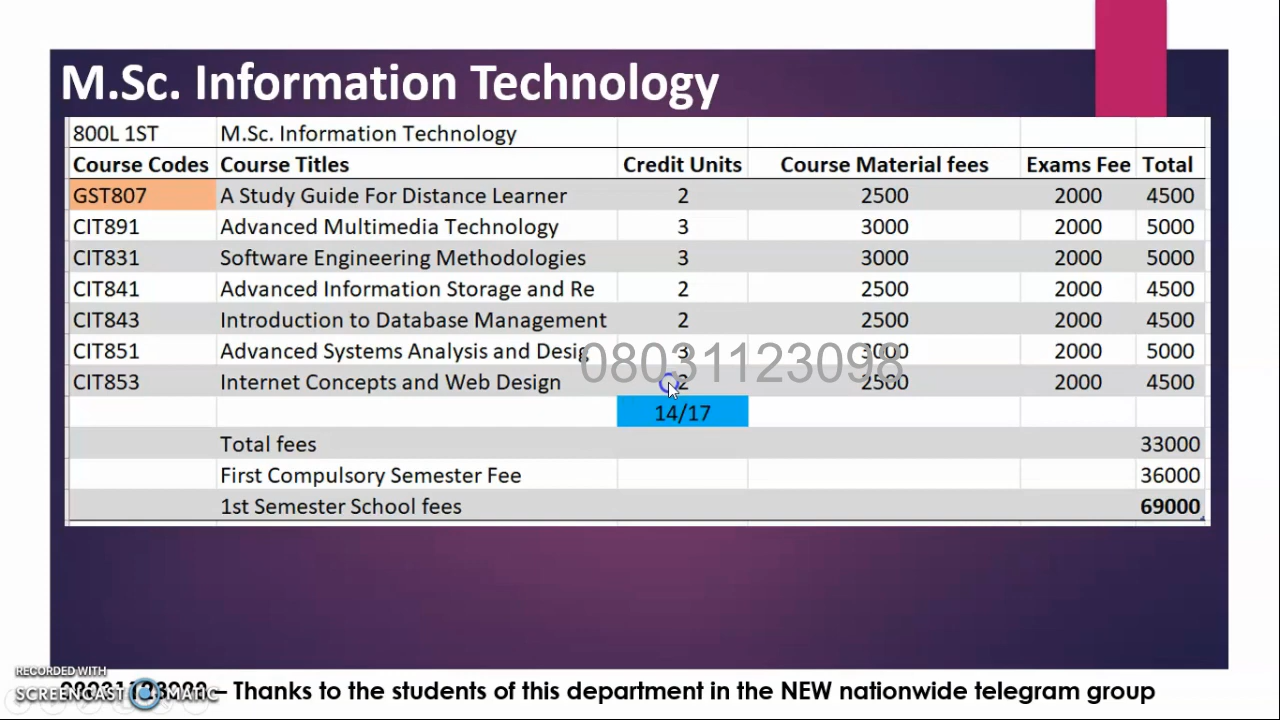 M.Sc. Information Technology
800L 1ST M.Sc. Information Technology
Course Codes Course Titles Credit Units Course Material fees Exams Fee Total
GST807 A Study Guide For Distance Learner 2 2500 2000 4500
CIT891 Advanced Multimedia Technology 3 3000 2000 5000
CIT831 Software Engineering Methodologies 3 3000 2000 5000
CIT841 Advanced Information Storage and Re 2 2500 2000 4500
CIT843 Introduction to Database Management 2 2500 2000 4500
CIT851 Advanced Systems Analysis and Desig 3 3000 2000 5000
08031123098
CIT853 Internet Concepts and Web Design 2 2500 2000 4500
14/17
Total fees 33000
First Compulsory Semester Fee 36000
1st Semester School fees 69000
RECORDED WITH
SCREENCAST MATIC
– Thanks to the students of this department in the NEW nationwide telegram group